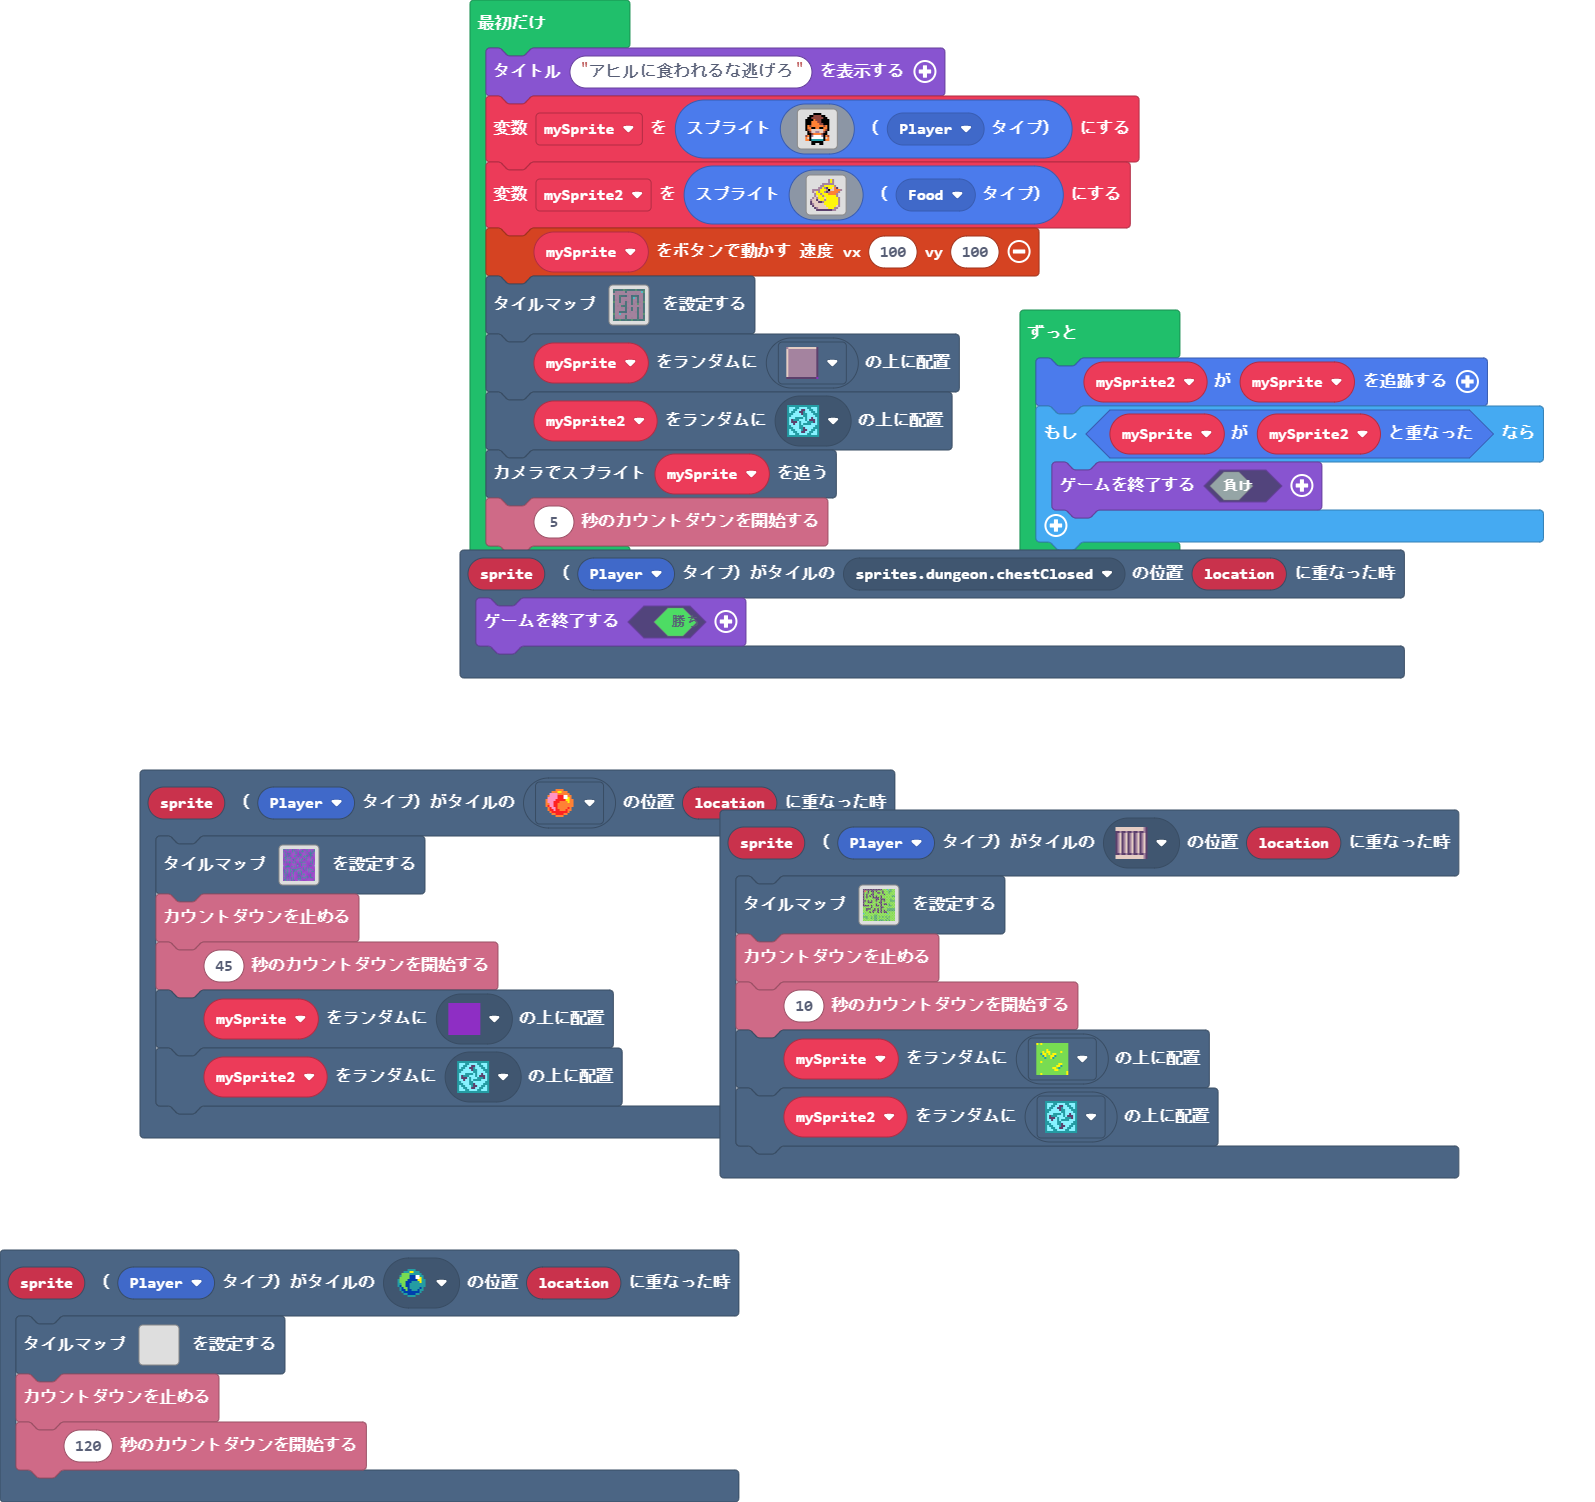 最初だけ
タイトル "アヒルに食われるな逃げろ" を表示する
変数 mySprite を スプライト ( Player タイプ) にする
変数 mySprite2 を スプライト ( Food タイプ) にする
mySprite をボタンで動かす 速度 vx 100 vy 100
タイルマップ を設定する
mySprite をランダムに の上に配置
mySprite2 をランダムに の上に配置
カメラでスプライト mySprite を追う
5 秒のカウントダウンを開始する
ずっと
mySprite2 が mySprite を追跡する
もし mySprite が mySprite2 と重なった なら
ゲームを終了する 負け
sprite ( Player タイプ) がタイルの sprites.dungeon.chestClosed の位置 location に重なった時
ゲームを終了する 勝ち
sprite ( Player タイプ) がタイルの の位置 location に重なった時
タイルマップ を設定する
カウントダウンを止める
45 秒のカウントダウンを開始する
mySprite をランダムに の上に配置
mySprite2 をランダムに の上に配置
sprite ( Player タイプ) がタイルの の位置 location に重なった時
タイルマップ を設定する
カウントダウンを止める
10 秒のカウントダウンを開始する
mySprite をランダムに の上に配置
mySprite2 をランダムに の上に配置
sprite ( Player タイプ) がタイルの の位置 location に重なった時
タイルマップ を設定する
カウントダウンを止める
120 秒のカウントダウンを開始する